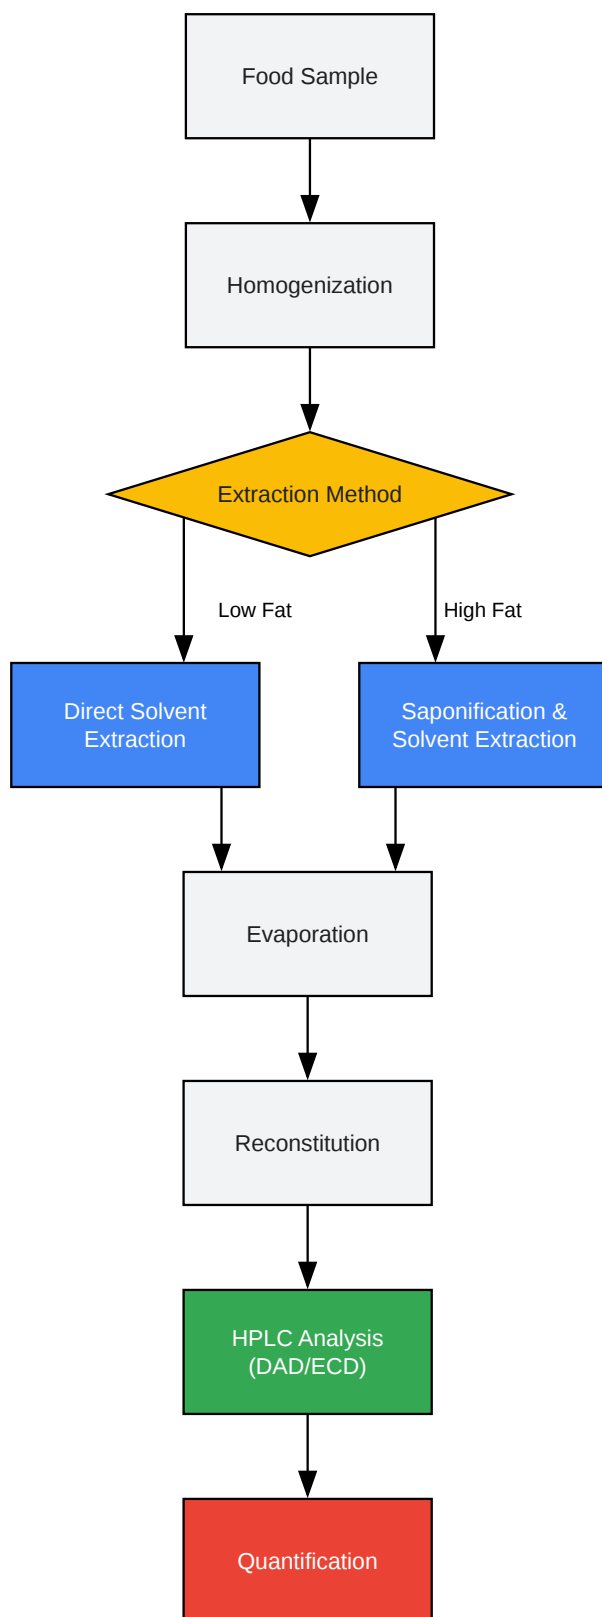 Food Sample
Homogenization
Extraction Method
Low Fat
High Fat
Direct Solvent
Extraction
Saponification &
Solvent Extraction
Evaporation
Reconstitution
HPLC Analysis
(DAD/ECD)
Quantification